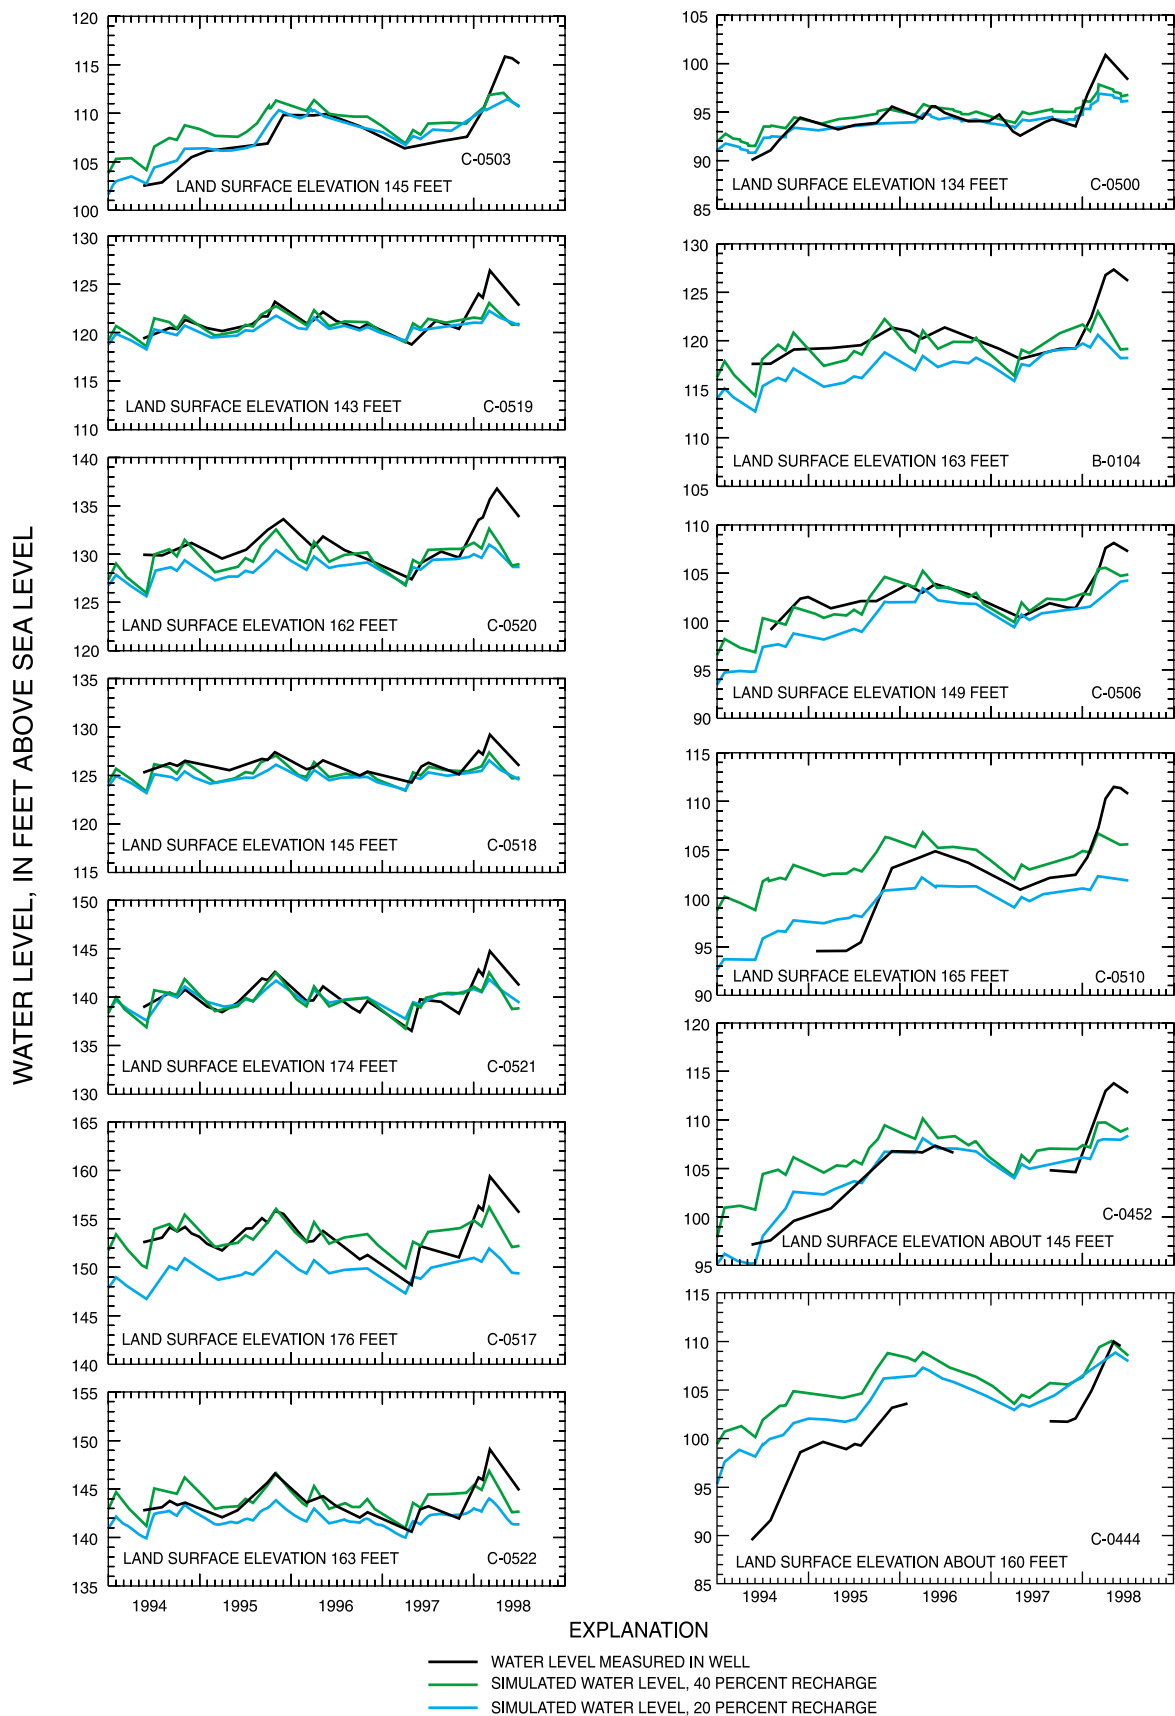 WATER LEVEL, IN FEET ABOVE SEA LEVEL
120
115
110
105
100
C-0503
LAND SURFACE ELEVATION 145 FEET
130
125
120
115
110
LAND SURFACE ELEVATION 143 FEET
C-0519
140
135
130
125
120
LAND SURFACE ELEVATION 162 FEET
C-0520
135
130
125
120
115
LAND SURFACE ELEVATION 145 FEET
C-0518
150
145
140
135
130
LAND SURFACE ELEVATION 174 FEET
C-0521
165
160
155
150
145
140
LAND SURFACE ELEVATION 176 FEET
C-0517
155
150
145
140
135
LAND SURFACE ELEVATION 163 FEET
C-0522
1994 1995 1996 1997 1998
105
100
95
90
85
LAND SURFACE ELEVATION 134 FEET
C-0500
130
125
120
115
110
105
LAND SURFACE ELEVATION 163 FEET
B-0104
110
105
100
95
90
LAND SURFACE ELEVATION 149 FEET
C-0506
115
110
105
100
95
90
LAND SURFACE ELEVATION 165 FEET
C-0510
120
115
110
105
100
95
C-0452
LAND SURFACE ELEVATION ABOUT 145 FEET
115
110
105
100
95
90
85
C-0444
LAND SURFACE ELEVATION ABOUT 160 FEET
1994 1995 1996 1997 1998
EXPLANATION
WATER LEVEL MEASURED IN WELL
SIMULATED WATER LEVEL, 40 PERCENT RECHARGE
SIMULATED WATER LEVEL, 20 PERCENT RECHARGE